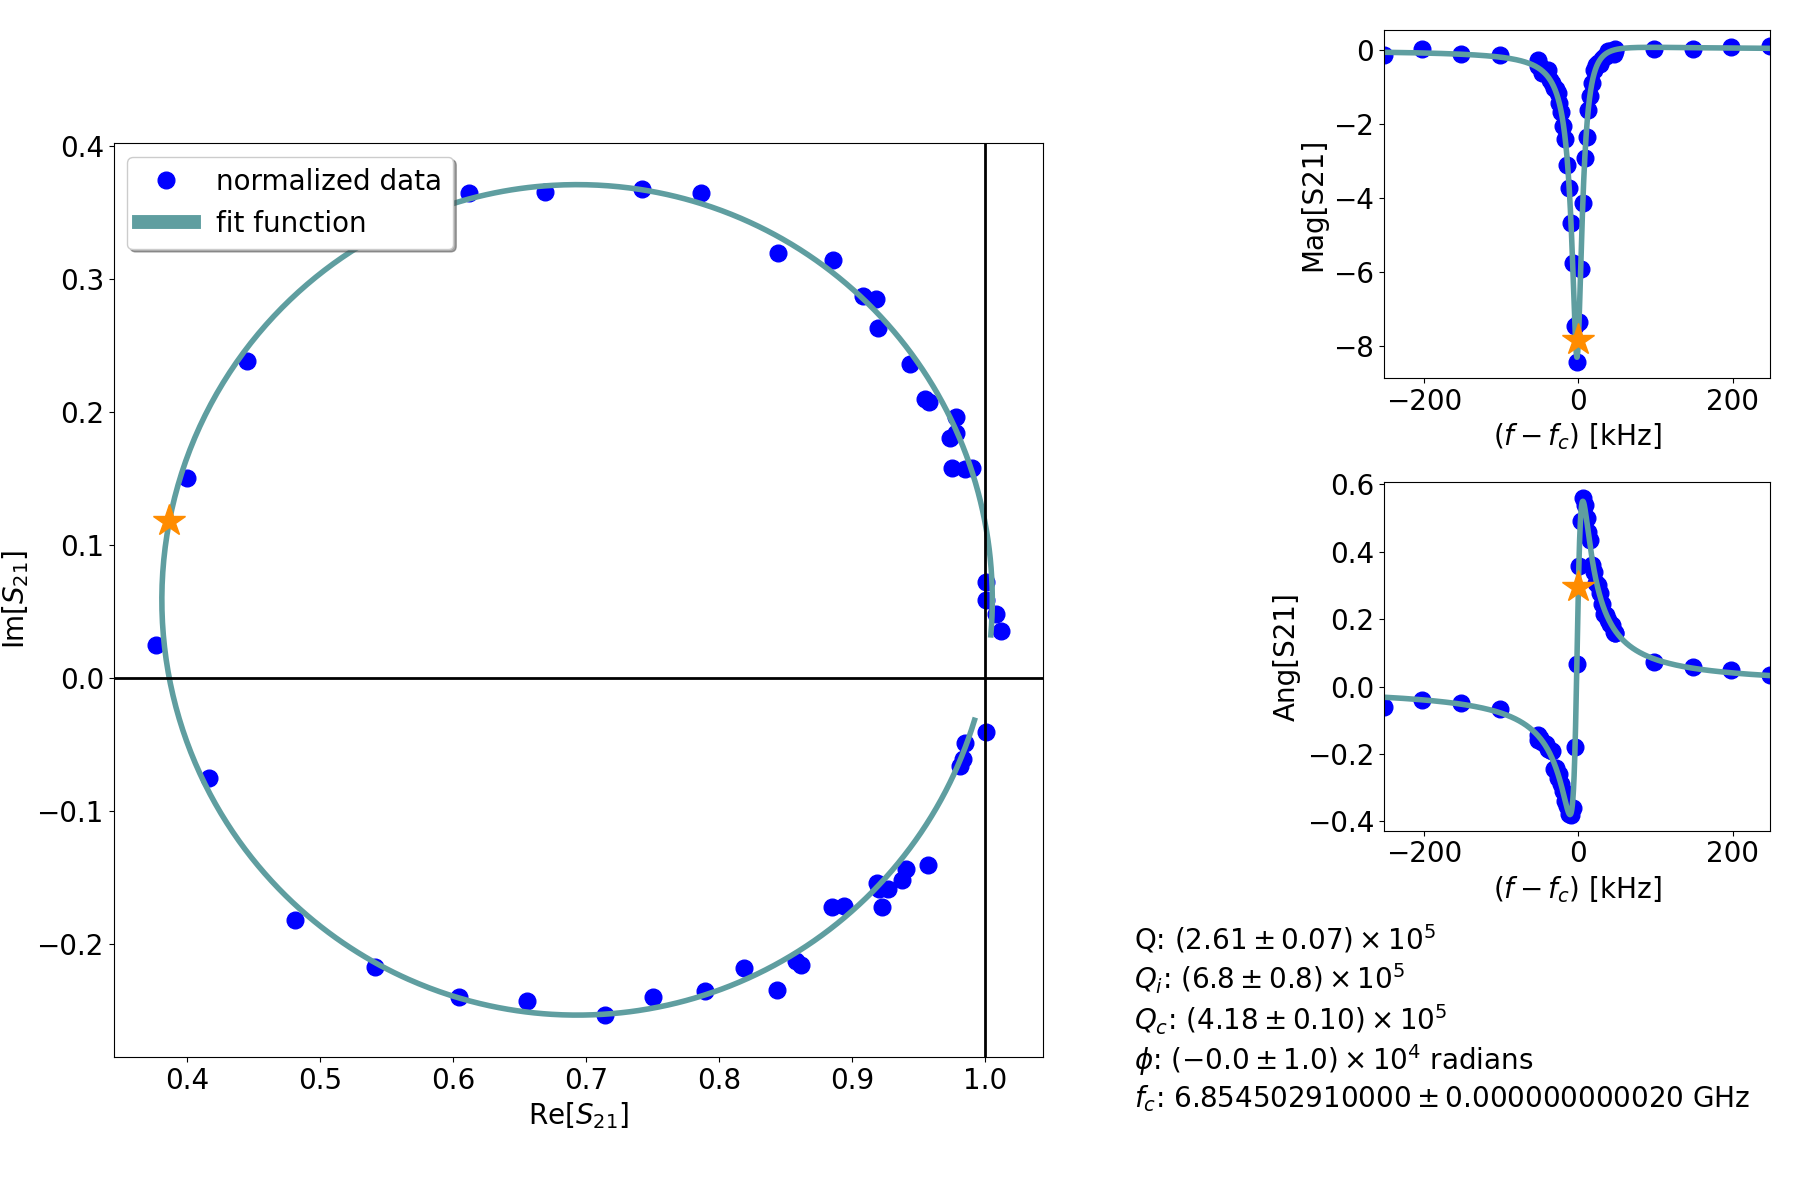 normalized data
fit function
0.4
0.3
0.2
0.1
0.0
−0.1
−0.2
Im[S21]
0.4 0.5 0.6 0.7 0.8 0.9 1.0
Re[S21]
0
−2
−4
−6
−8
Mag[S21]
−200 0 200
(f − fc) [kHz]
0.6
0.4
0.2
0.0
−0.2
−0.4
Ang[S21]
−200 0 200
(f − fc) [kHz]
Q: (2.61 ± 0.07) × 10^5
Qi: (6.8 ± 0.8) × 10^5
Qc: (4.18 ± 0.10) × 10^5
ϕ: (−0.0 ± 1.0) × 10^4 radians
fc: 6.854502910000 ± 0.000000000020 GHz